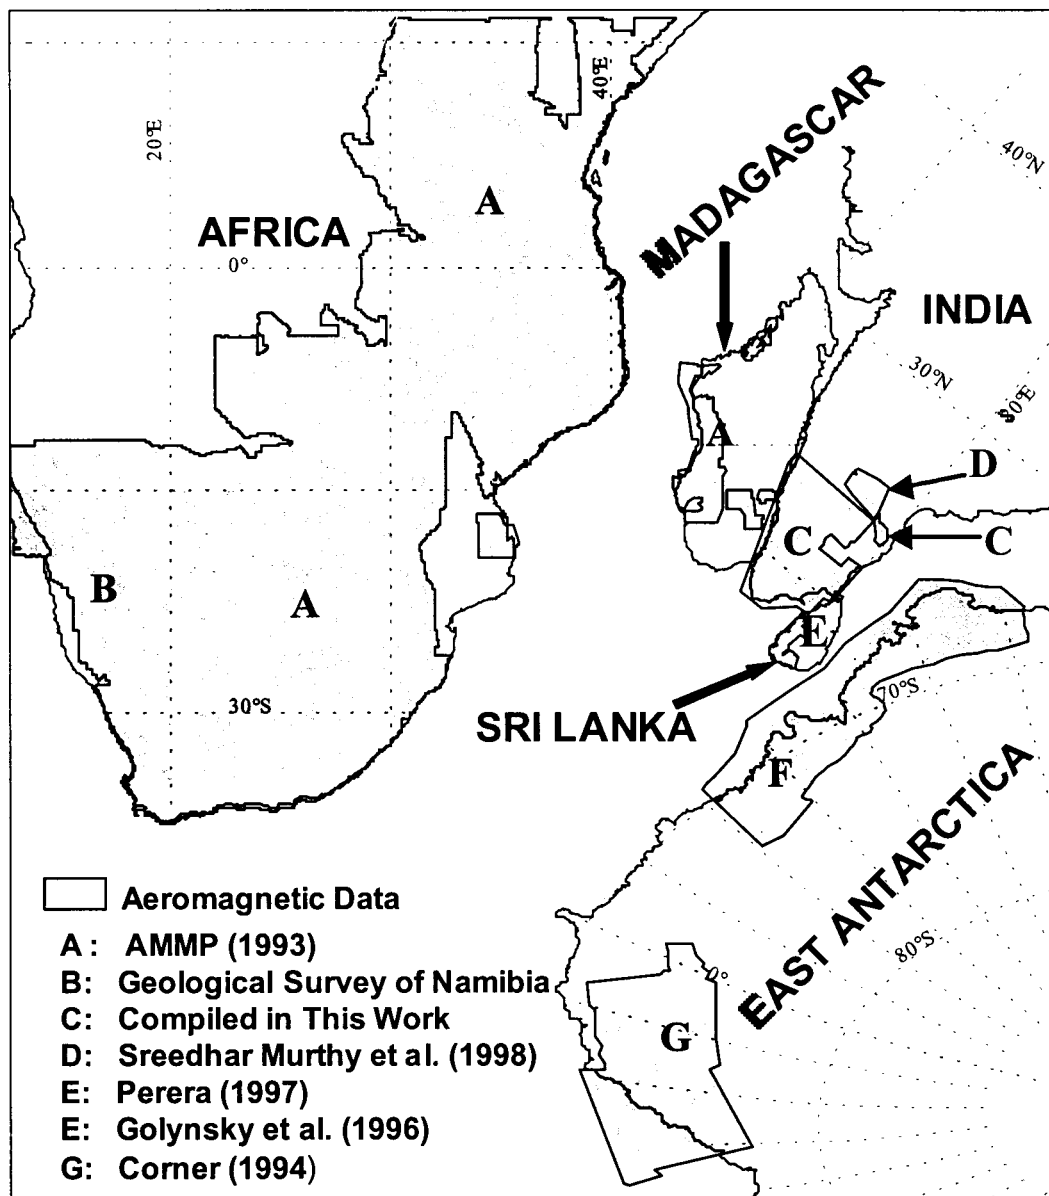 40°E
20°E
MADAGASCAR
40°N
A
AFRICA
0°
INDIA
30°N
80°E
A
D
C
C
B
A
E
70°S
30°S
SRI LANKA
F
EAST ANTARCTICA
Aeromagnetic Data
A: AMMP (1993)
80°S
B: Geological Survey of Namibia
0°
C: Compiled in This Work
G
D: Sreedhar Murthy et al. (1998)
E: Perera (1997)
E: Golynsky et al. (1996)
G: Corner (1994)